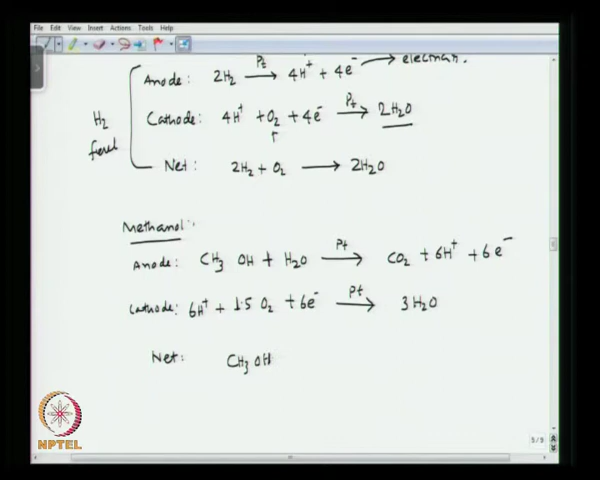 File Edit View Insert Actions Tools Help
Anode: 2H₂ —Pt→ 4H⁺ + 4e⁻ →
H₂ Cathode: 4H⁺ + O₂ + 4e⁻ —Pt→ 2H₂O
Net: 2H₂ + O₂ → 2H₂O
Methanol:
Anode: CH₃ OH + H₂O —Pt→ CO₂ + 6H⁺ + 6e⁻
Cathode: 6H⁺ + 1.5 O₂ + 6e⁻ —Pt→ 3H₂O
Net: CH₃ OH
NPTEL
5/5